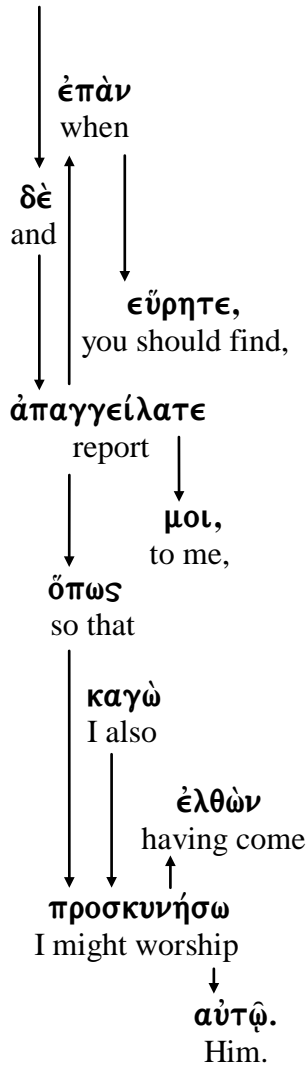 ἐπὰν
when
δὲ
and
εὕρητε,
you should find,
ἀπαγγείλατε
report
μοι,
to me,
ὅπως
so that
καγὼ
I also
ἐλθὼν
having come
προσκυνήσω
I might worship
αὐτῷ.
Him.